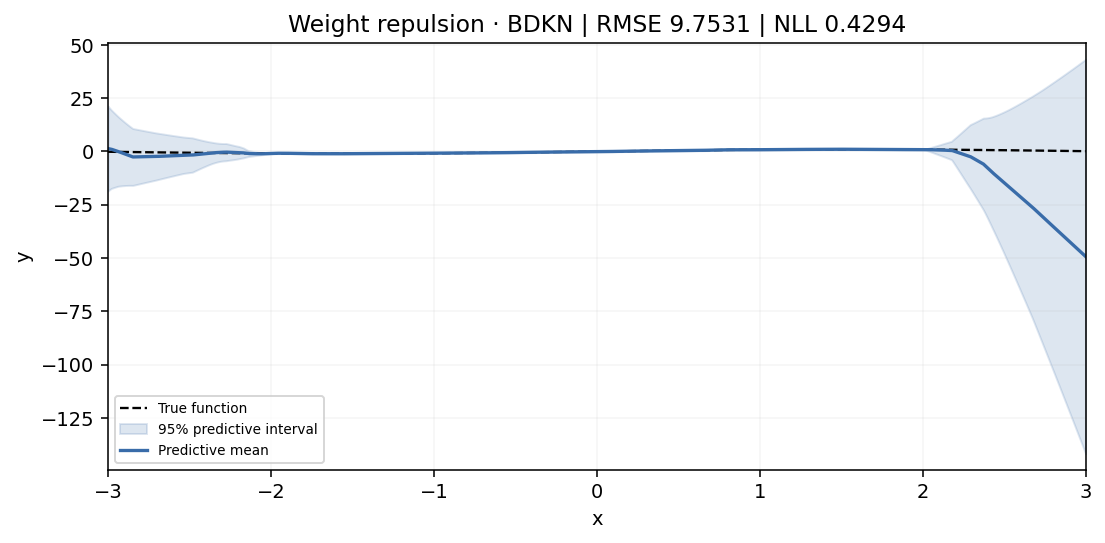 Weight repulsion · BDKN | RMSE 9.7531 | NLL 0.4294
50
25
0
−25
−50
−75
−100
−125
y
True function
95% predictive interval
Predictive mean
−3
−2
−1
0
1
2
3
x